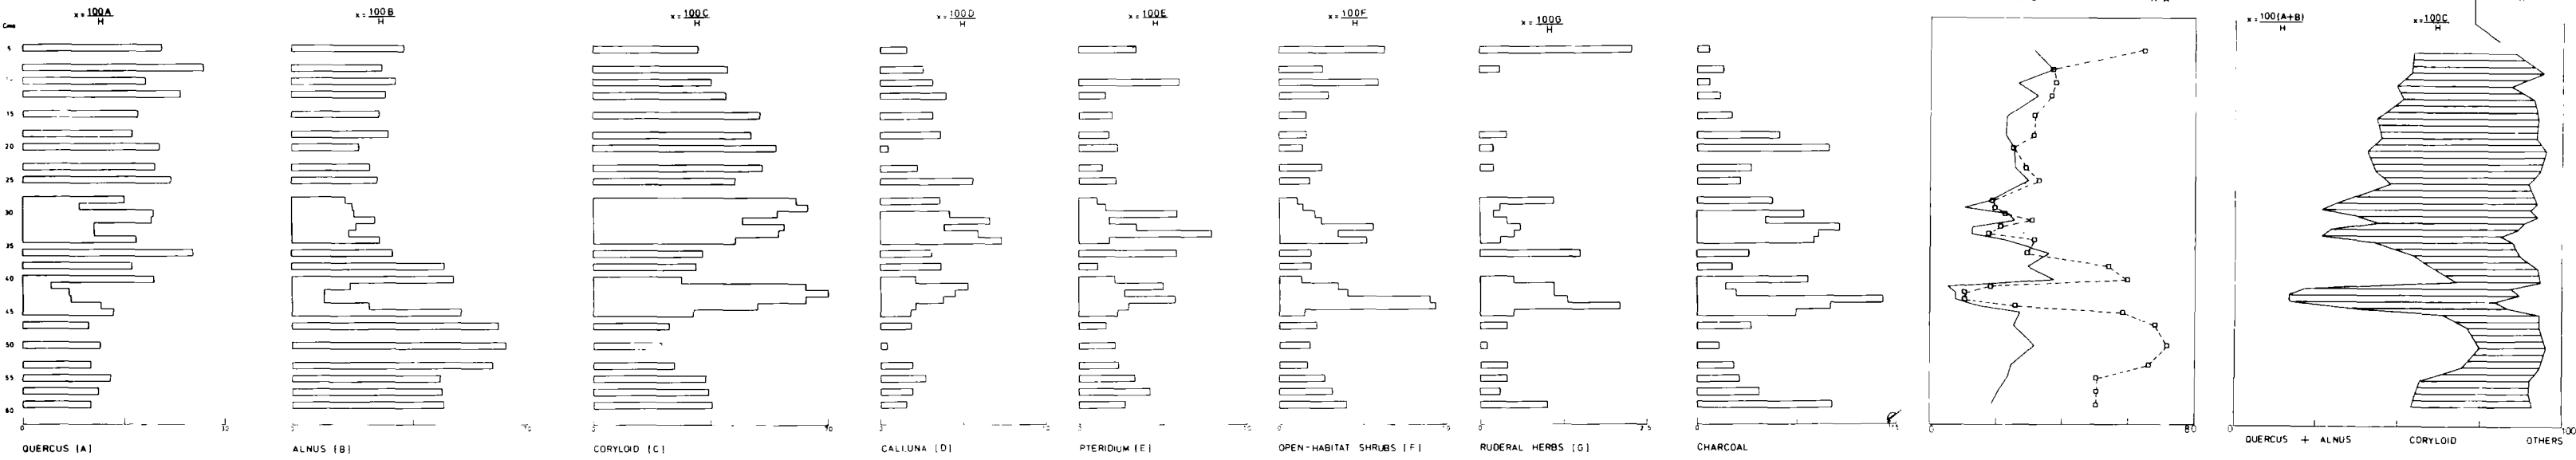 x = 100A
H
x = 100B
H
x = 100C
H
x = 100D
H
x = 100E
H
x = 100F
H
x = 100G
H
x = 100(A+B)
H
x = 100C
H
Cms
5
15
20
25
30
35
40
45
50
55
60
0
0
80
0
100
QUERCUS [A]
ALNUS [B]
CORYLOID [C]
CALLUNA [D]
PTERIDIUM [E]
OPEN-HABITAT SHRUBS [F]
RUDERAL HERBS [G]
CHARCOAL
QUERCUS + ALNUS
CORYLOID
OTHERS